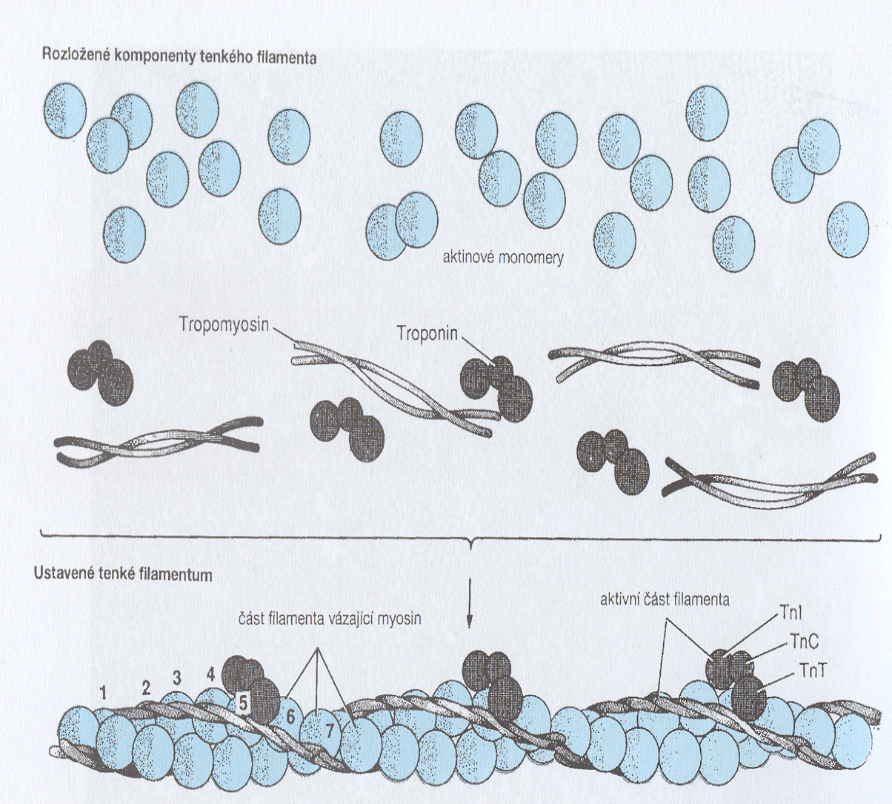 Rozložené komponenty tenkého filamenta
aktinové monomery
Tropomyosin
Troponin
Ustavené tenké filamentum
část filamenta vázající myosin
aktivní část filamenta
TnI
TnC
TnT
1
2
3
4
5
6
7